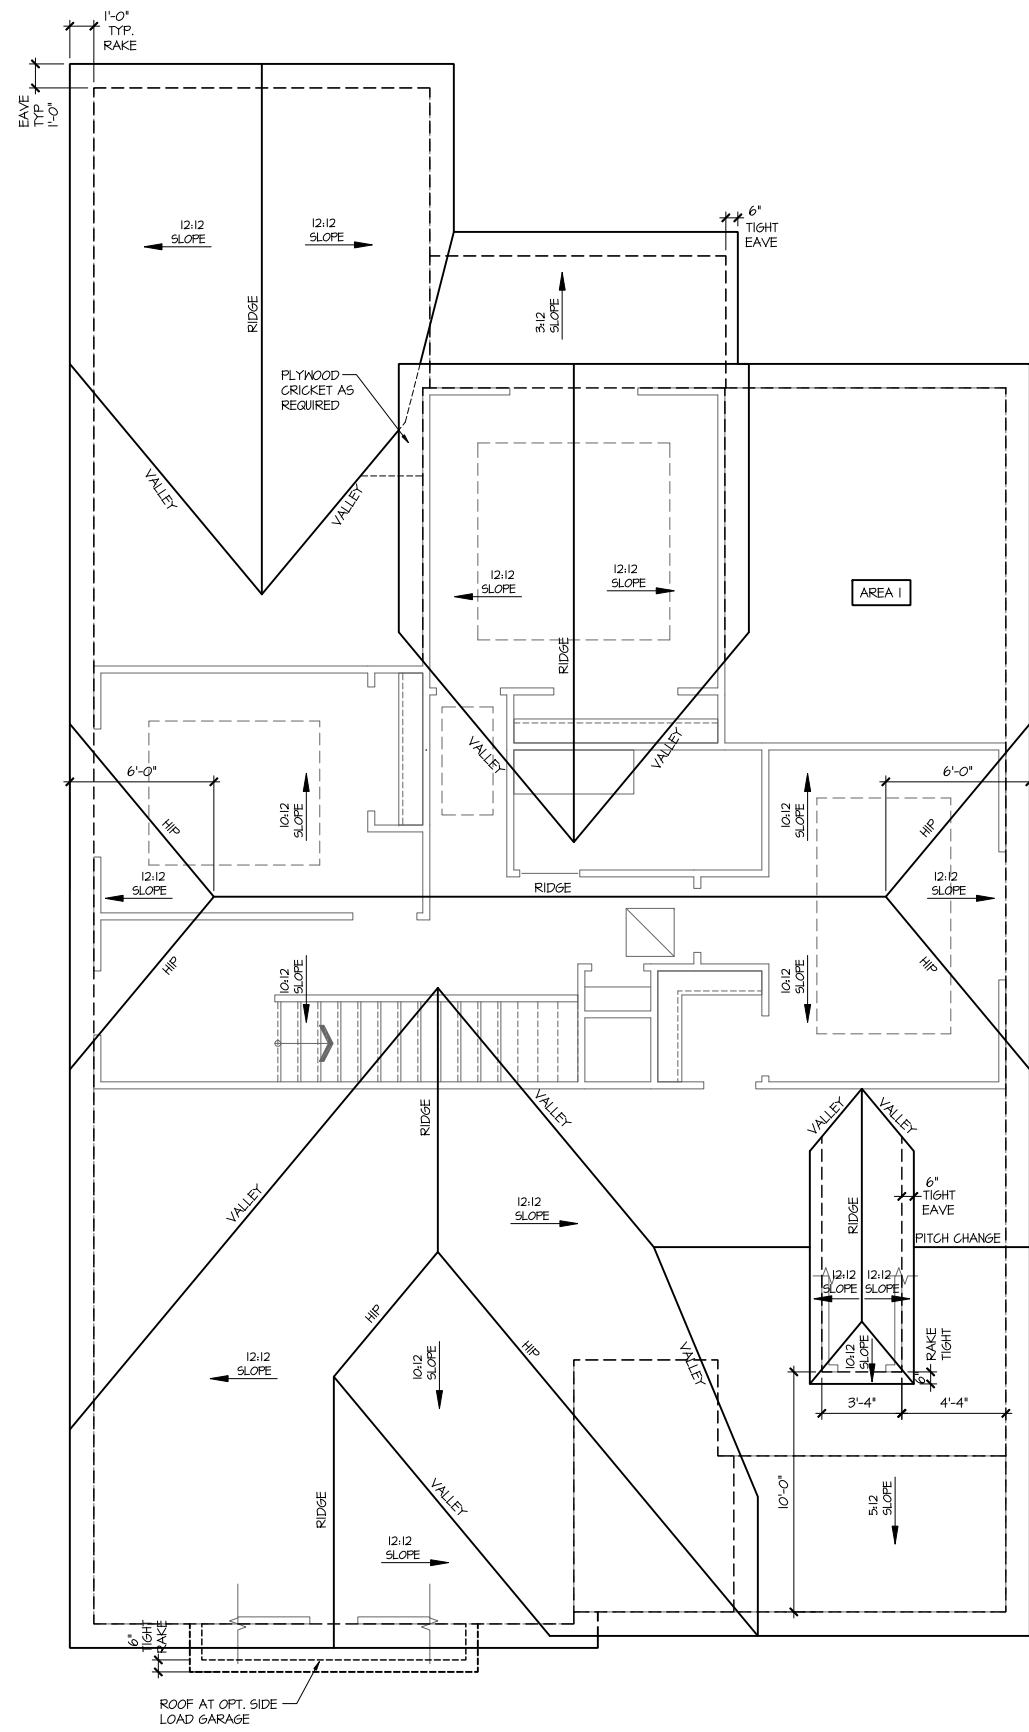 1'-0"
TYP.
RAKE
EAVE
TYP
1'-0"
6"
TIGHT
EAVE
12:12
SLOPE
12:12
SLOPE
RIDGE
3:12
SLOPE
PLYWOOD
CRICKET AS
REQUIRED
VALLEY
VALLEY
12:12
SLOPE
12:12
SLOPE
AREA 1
RIDGE
VALLEY
VALLEY
6'-0"
6'-0"
HIP
10:12
SLOPE
10:12
SLOPE
HIP
12:12
SLOPE
RIDGE
12:12
SLOPE
HIP
10:12
SLOPE
10:12
SLOPE
HIP
RIDGE
VALLEY
VALLEY
VALLEY
VALLEY
12:12
SLOPE
6"
TIGHT
EAVE
RIDGE
PITCH CHANGE
12:12
SLOPE
12:12
SLOPE
HIP
HIP
VALLEY
10:12
SLOPE
RAKE
TIGHT
6"
12:12
SLOPE
10:12
SLOPE
3'-4"
4'-4"
RIDGE
VALLEY
10'-0"
5:12
SLOPE
12:12
SLOPE
6"
TIGHT
RAKE
ROOF AT OPT. SIDE
LOAD GARAGE